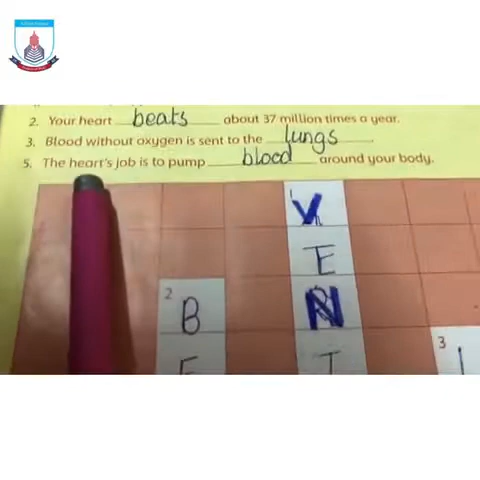 2. Your heart beats about 37 million times a year.
3. Blood without oxygen is sent to the lungs.
5. The heart's job is to pump blood around your body.
1 V
E
2 B N
3